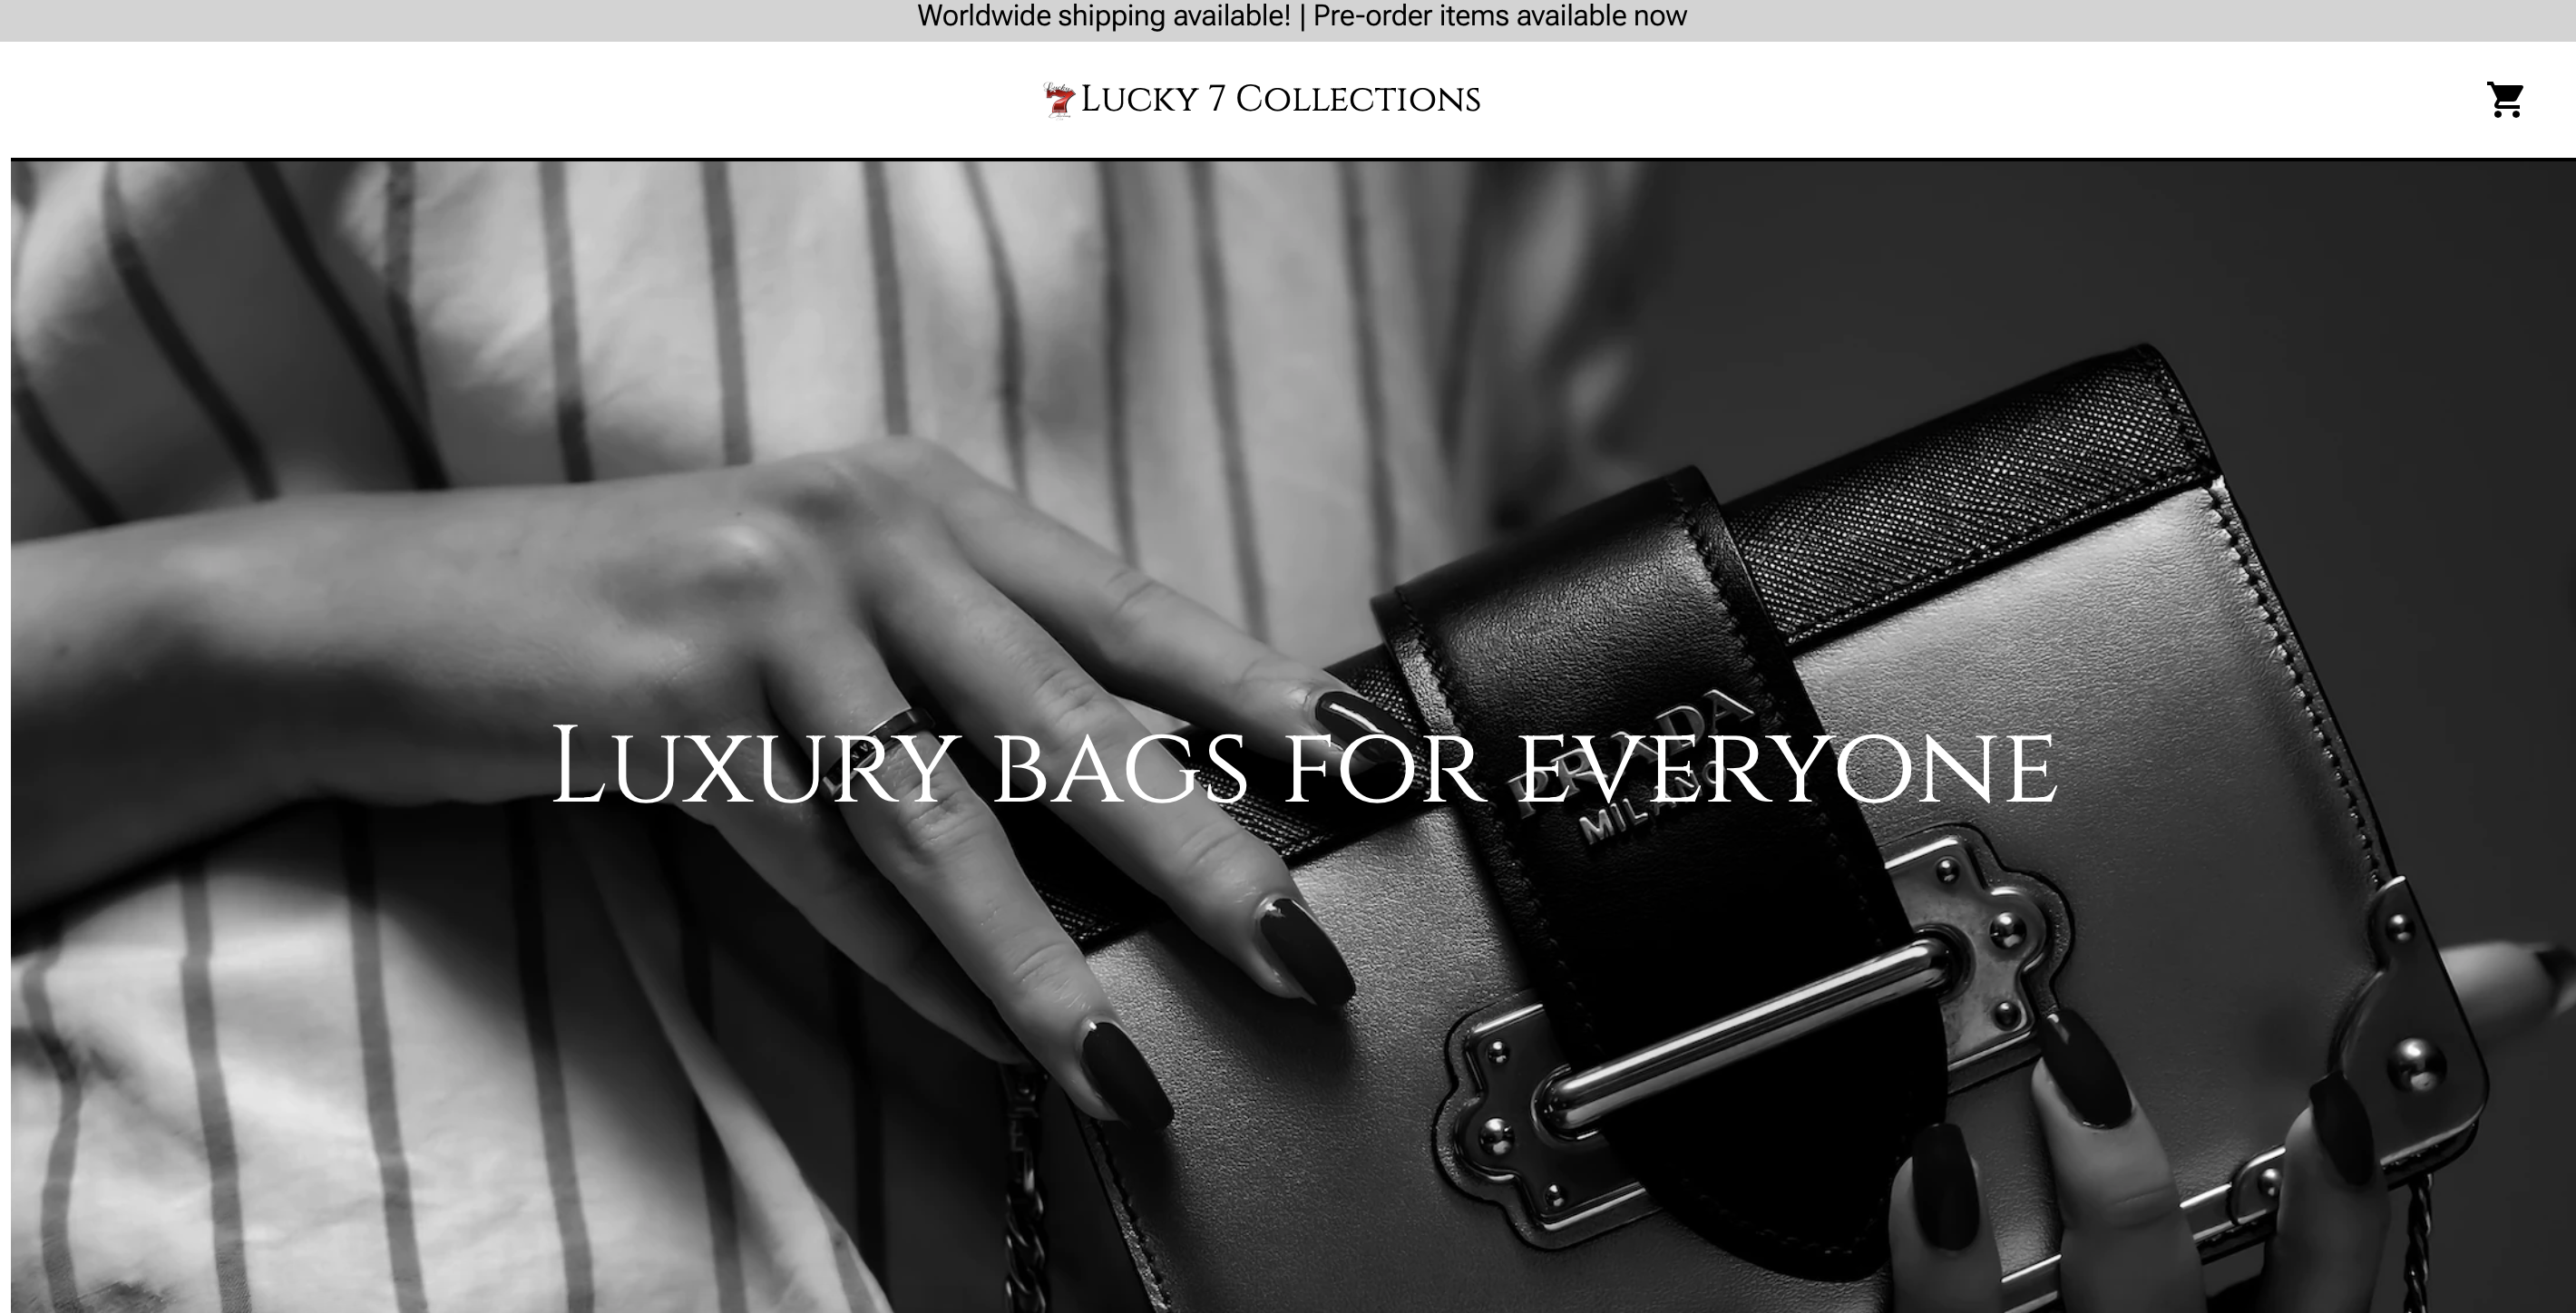 Worldwide shipping available! | Pre-order items available now
Lucky 7 Collections
Luxury bags for everyone
PRADA
MILANO